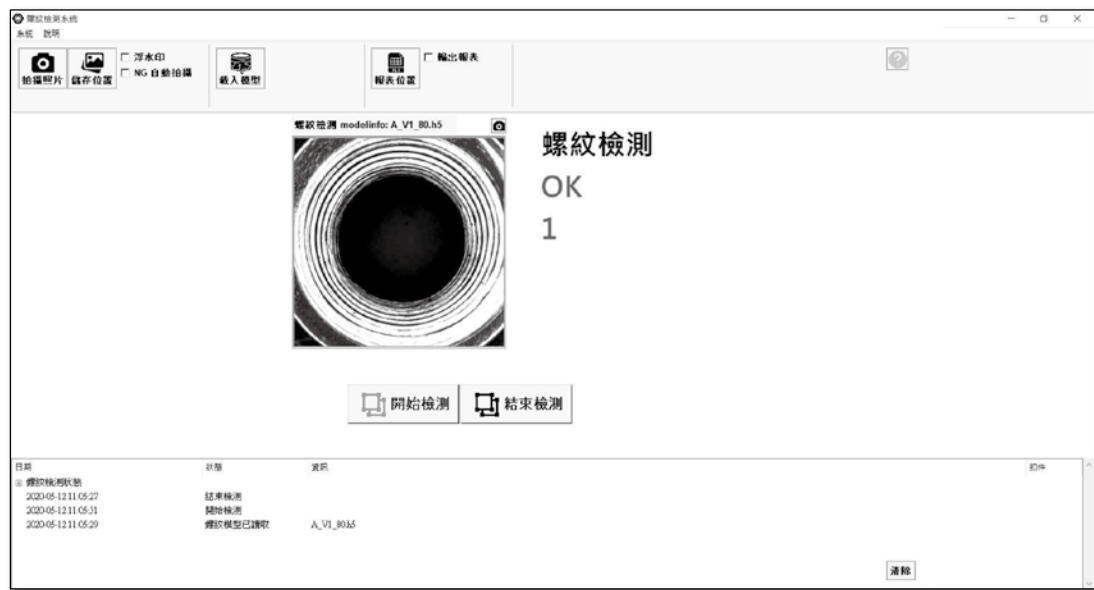 螺紋檢測系統
系統 說明
拍攝照片
儲存位置
浮水印
NG 自動拍攝
載入模型
報表位置
輸出報表
螺紋檢測 modelinfo: A_V1_80.h5
螺紋檢測
OK
1
開始檢測
結束檢測
日期 狀態 資訊 扣件
螺紋檢測狀態
2020-05-12 11:05:27 結束檢測
2020-05-12 11:05:31 開始檢測
2020-05-12 11:05:29 螺紋模型已讀取 A_V1_80.h5
清除